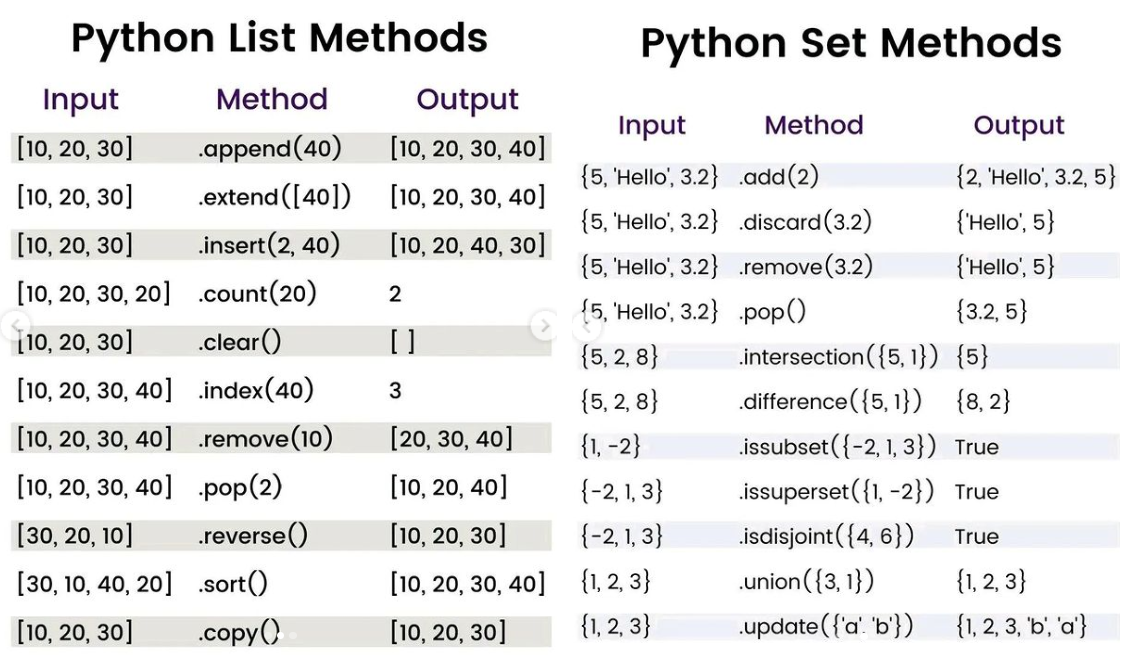 Python List Methods
Input Method Output
[10, 20, 30] .append(40) [10, 20, 30, 40]
[10, 20, 30] .extend([40]) [10, 20, 30, 40]
[10, 20, 30] .insert(2, 40) [10, 20, 40, 30]
[10, 20, 30, 20] .count(20) 2
[10, 20, 30] .clear() [ ]
[10, 20, 30, 40] .index(40) 3
[10, 20, 30, 40] .remove(10) [20, 30, 40]
[10, 20, 30, 40] .pop(2) [10, 20, 40]
[30, 20, 10] .reverse() [10, 20, 30]
[30, 10, 40, 20] .sort() [10, 20, 30, 40]
[10, 20, 30] .copy() [10, 20, 30]
Python Set Methods
Input Method Output
{5, 'Hello', 3.2} .add(2) {2, 'Hello', 3.2, 5}
{5, 'Hello', 3.2} .discard(3.2) {'Hello', 5}
{5, 'Hello', 3.2} .remove(3.2) {'Hello', 5}
{5, 'Hello', 3.2} .pop() {3.2, 5}
{5, 2, 8} .intersection({5, 1}) {5}
{5, 2, 8} .difference({5, 1}) {8, 2}
{1, -2} .issubset({-2, 1, 3}) True
{-2, 1, 3} .issuperset({1, -2}) True
{-2, 1, 3} .isdisjoint({4, 6}) True
{1, 2, 3} .union({3, 1}) {1, 2, 3}
{1, 2, 3} .update({'a'. 'b'}) {1, 2, 3, 'b', 'a'}